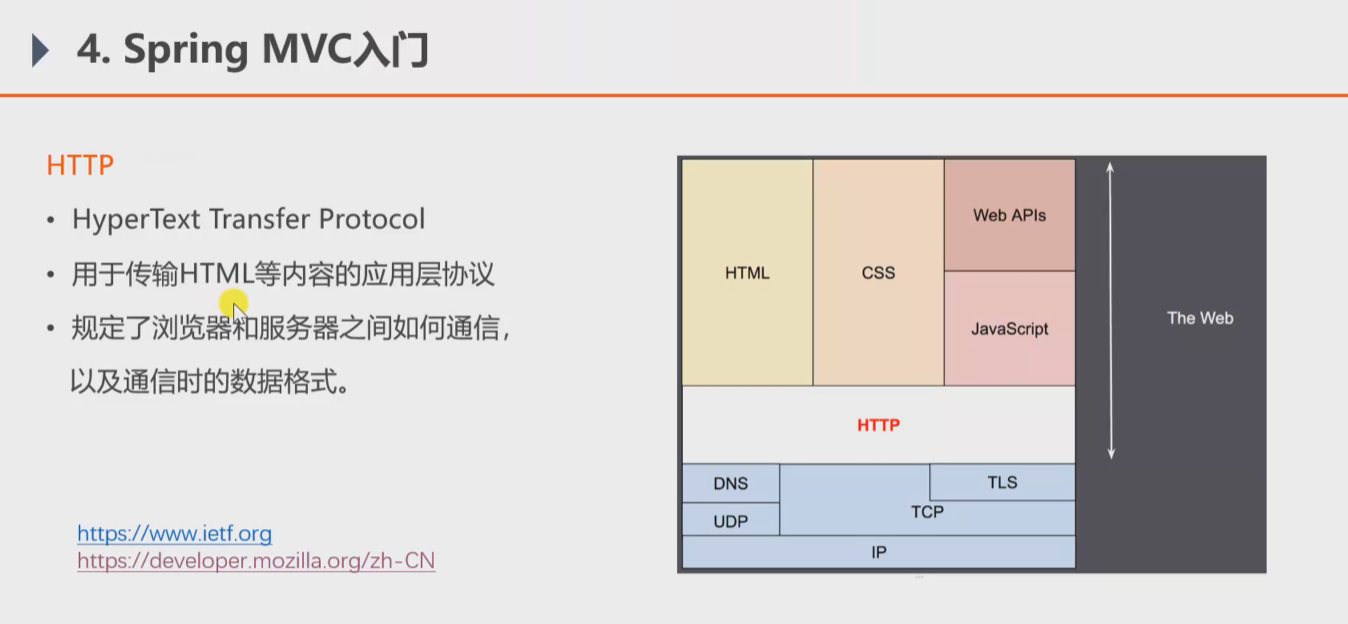 4. Spring MVC入门
HTTP
• HyperText Transfer Protocol
• 用于传输HTML等内容的应用层协议
• 规定了浏览器和服务器之间如何通信，
以及通信时的数据格式。
https://www.ietf.org
https://developer.mozilla.org/zh-CN
HTML
CSS
Web APIs
JavaScript
The Web
HTTP
DNS
TLS
UDP
TCP
IP